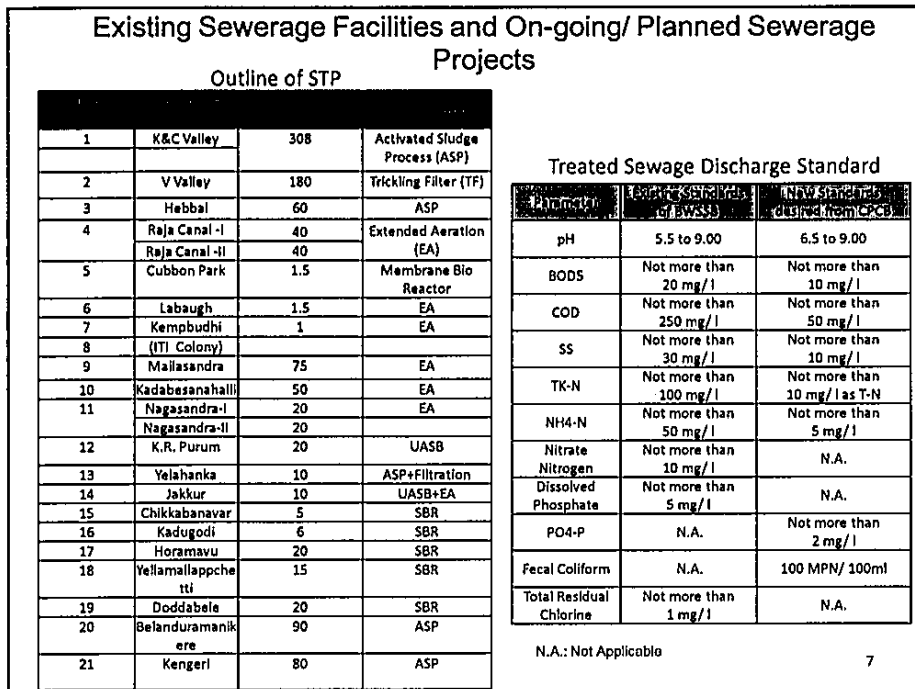 Existing Sewerage Facilities and On-going/ Planned Sewerage
Projects
Outline of STP
1 K&C Valley 308 Activated Sludge
Process (ASP)
2 V Valley 180 Trickling Filter (TF)
3 Hebbal 60 ASP
4 Raja Canal -I 40 Extended Aeration
Raja Canal -II 40 (EA)
5 Cubbon Park 1.5 Membrane Bio
Reactor
6 Labaugh 1.5 EA
7 Kempbudhi 1 EA
8 (ITI Colony)
9 Mailasandra 75 EA
10 Kadabesanahalli 50 EA
11 Nagasandra-I 20 EA
Nagasandra-II 20
12 K.R. Purum 20 UASB
13 Yelahanka 10 ASP+Filtration
14 Jakkur 10 UASB+EA
15 Chikkabanavar 5 SBR
16 Kadugodi 6 SBR
17 Horamavu 20 SBR
18 Yellamallappche 15 SBR
tti
19 Doddabele 20 SBR
20 Belanduramanik 90 ASP
ere
21 Kengeri 80 ASP
Treated Sewage Discharge Standard
Parameter Existing Standards New Standards
of BWSSB desired from CPCB
pH 5.5 to 9.00 6.5 to 9.00
BOD5 Not more than Not more than
20 mg/ l 10 mg/ l
COD Not more than Not more than
250 mg/ l 50 mg/ l
SS Not more than Not more than
30 mg/ l 10 mg/ l
TK-N Not more than Not more than
100 mg/ l 10 mg/ l as T-N
NH4-N Not more than Not more than
50 mg/ l 5 mg/ l
Nitrate Not more than N.A.
Nitrogen 10 mg/ l
Dissolved Not more than N.A.
Phosphate 5 mg/ l
PO4-P N.A. Not more than
2 mg/ l
Fecal Coliform N.A. 100 MPN/ 100ml
Total Residual Not more than N.A.
Chlorine 1 mg/ l
N.A.: Not Applicable
7